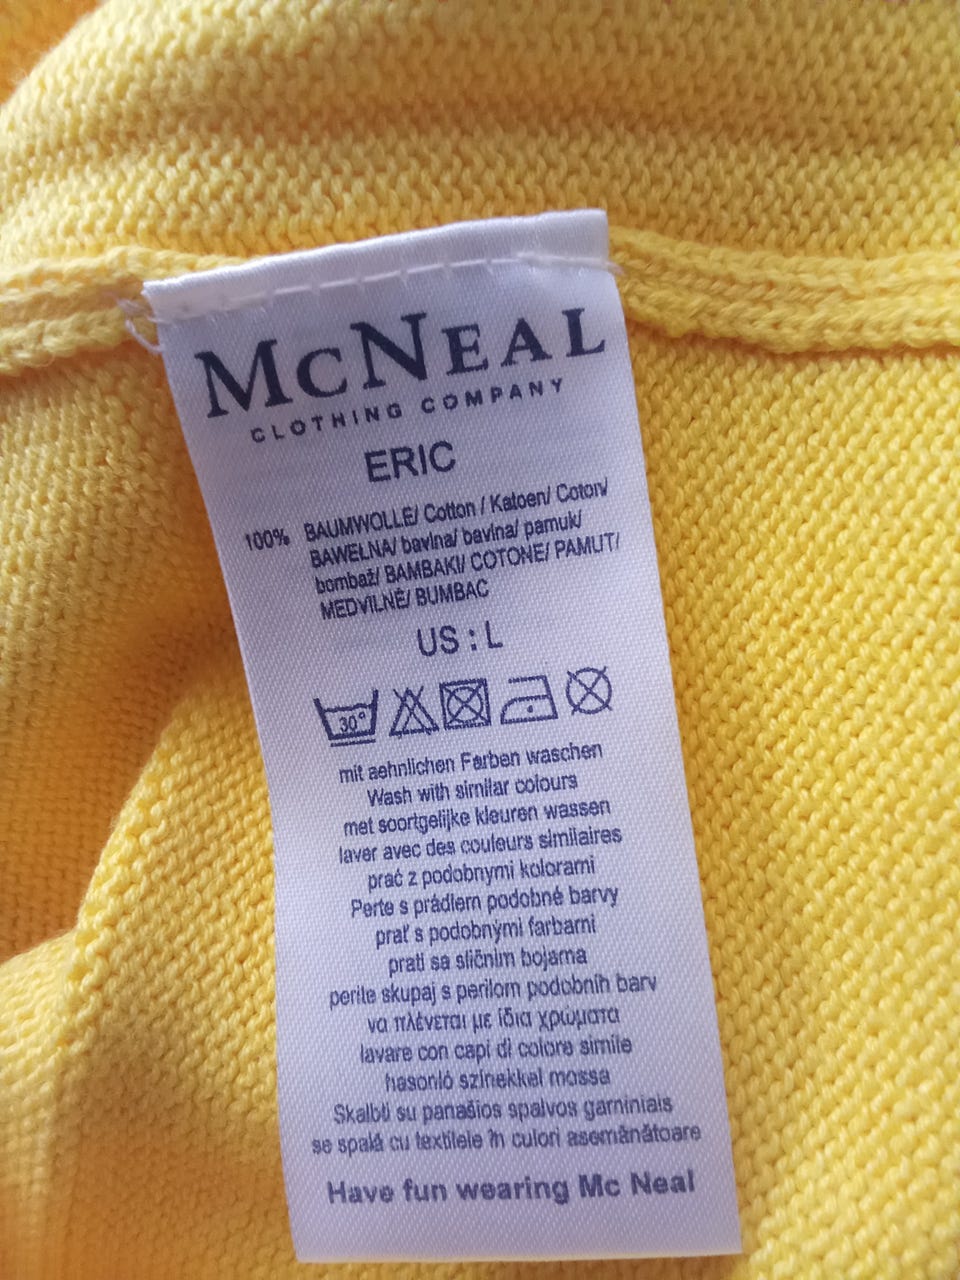 McNEAL
CLOTHING COMPANY
ERIC
100% BAUMWOLLE/ Cotton / Katoen/ Coton/
BAWEŁNA/ bavlna/ bavlna/ pamuk/
bombaž/ BAMBAKI/ COTONE/ PAMUT/
MEDVILNĖ/ BUMBAC
US : L
30°
mit aehnlichen Farben waschen
Wash with similar colours
met soortgelijke kleuren wassen
laver avec des couleurs similaires
prać z podobnymi kolorami
Perte s prádlem podobné barvy
prať s podobnými farbami
prati sa sličnim bojama
perite skupaj s perilom podobnih barv
να πλένεται με ίδια χρώματα
lavare con capi di colore simile
hasonló színekkel mossa
Skalbti su panašios spalvos garminiais
se spală cu textilele în culori asemănătoare
Have fun wearing Mc Neal